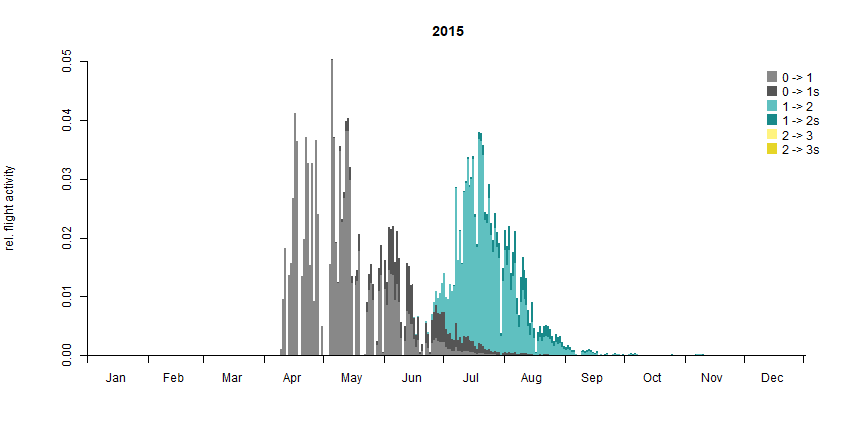 2015
rel. flight activity
0.05
0.04
0.03
0.02
0.01
0.00
0 -> 1
0 -> 1s
1 -> 2
1 -> 2s
2 -> 3
2 -> 3s
Jan Feb Mar Apr May Jun Jul Aug Sep Oct Nov Dec